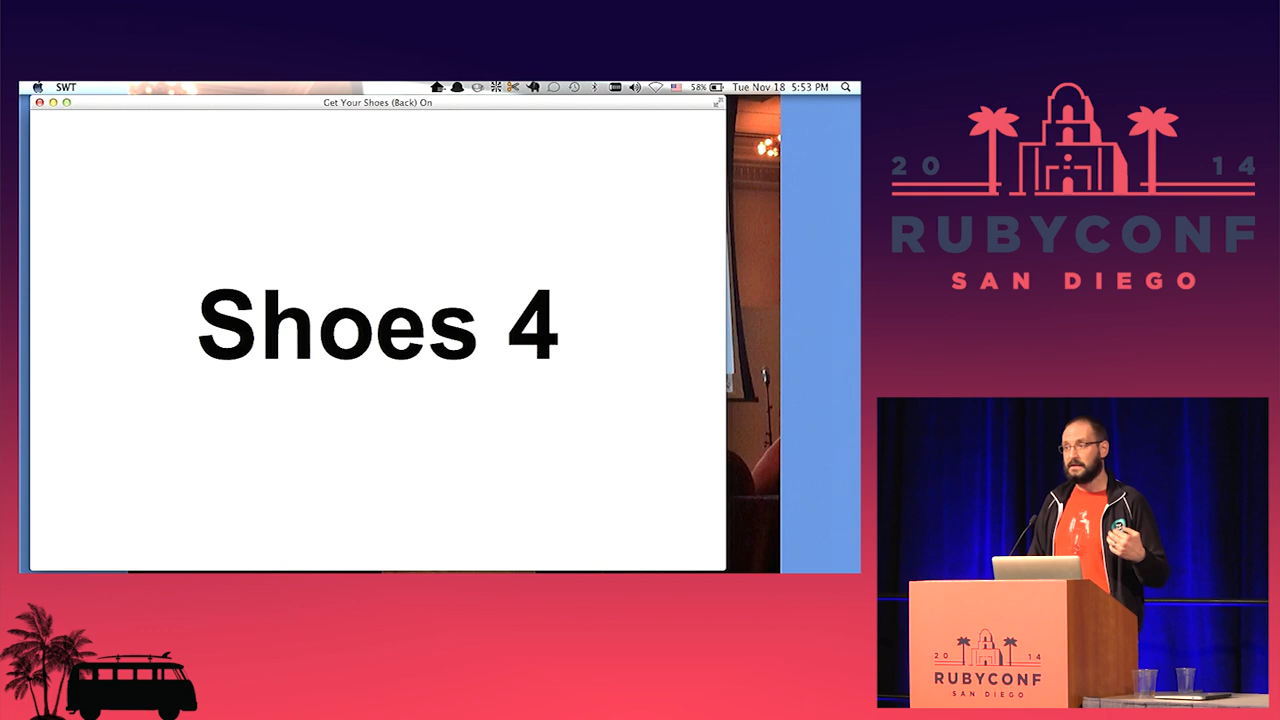 SWT
58%
Tue Nov 18 5:53 PM
Get Your Shoes (Back) On
Shoes 4
20 14
RUBYCONF
SAN DIEGO
20 14
RUBYCONF
SAN DIEGO